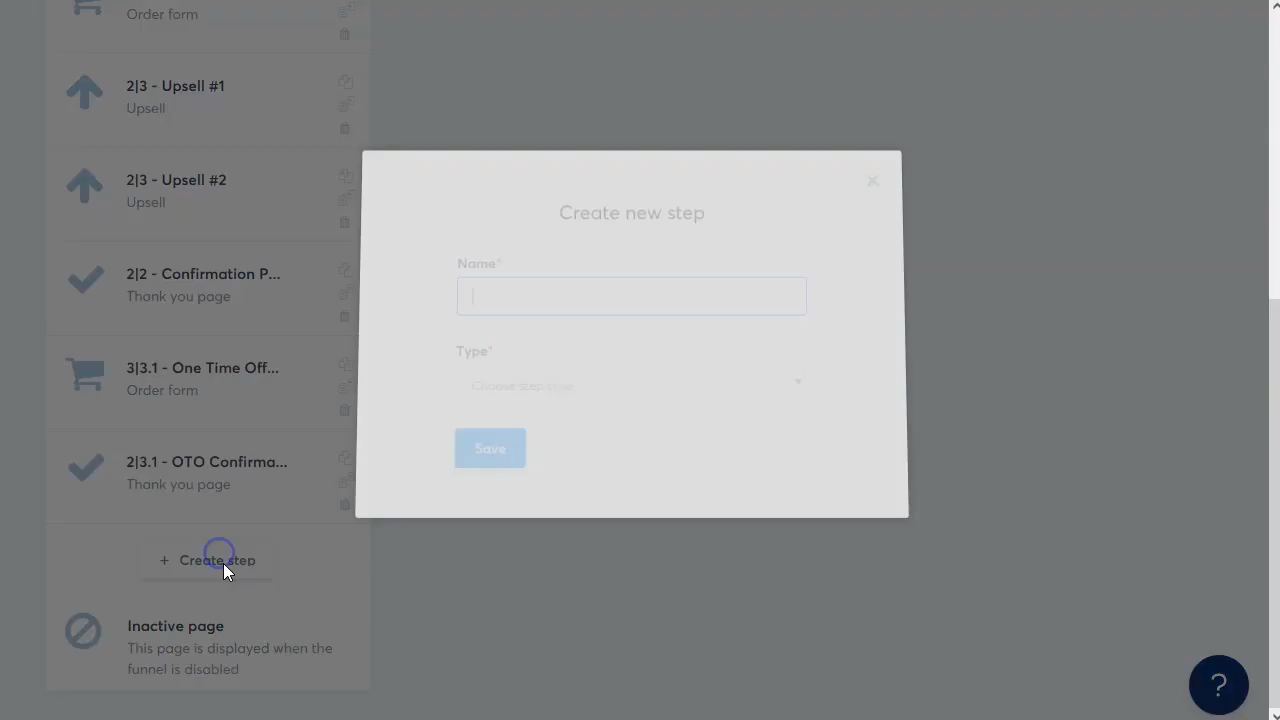 Order form
2|3 - Upsell #1
Upsell
2|3 - Upsell #2
Upsell
2|2 - Confirmation P...
Thank you page
3|3.1 - One Time Off...
Order form
2|3.1 - OTO Confirma...
Thank you page
+ Create step
Inactive page
This page is displayed when the
funnel is disabled
Create new step
Name*
Type*
Choose step type
Save
?